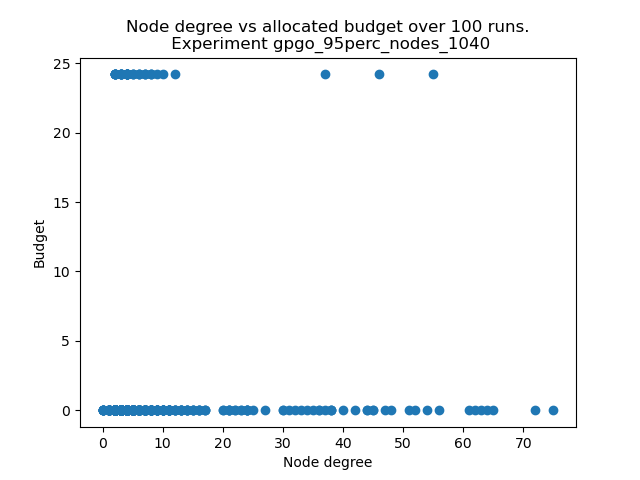 Node degree vs allocated budget over 100 runs.
Experiment gpgo_95perc_nodes_1040
25
20
15
10
5
0
Budget
0 10 20 30 40 50 60 70
Node degree